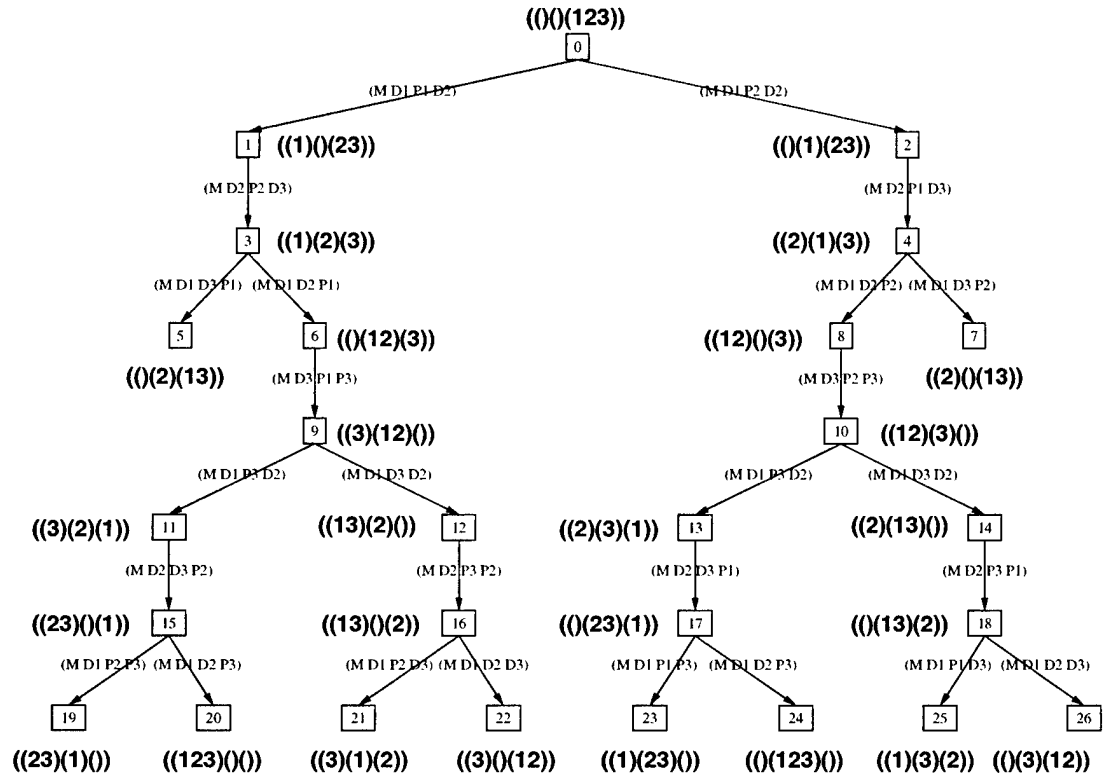 (()()(123))
0
(M D1 P1 D2) (M D1 P2 D2)
1 ((1)()(23)) (()(1)(23)) 2
(M D2 P2 D3) (M D2 P1 D3)
3 ((1)(2)(3)) ((2)(1)(3)) 4
(M D1 D3 P1) (M D1 D2 P1) (M D1 D2 P2) (M D1 D3 P2)
5 6 (()(12)(3)) ((12)()(3)) 8 7
(()(2)(13)) (M D3 P1 P3) (M D3 P2 P3) ((2)()(13))
9 ((3)(12)()) 10 ((12)(3)())
(M D1 P3 D2) (M D1 D3 D2) (M D1 P3 D2) (M D1 D3 D2)
((3)(2)(1)) 11 ((13)(2)()) 12 ((2)(3)(1)) 13 ((2)(13)()) 14
(M D2 D3 P2) (M D2 P3 P2) (M D2 D3 P1) (M D2 P3 P1)
((23)()(1)) 15 ((13)()(2)) 16 (()(23)(1)) 17 (()(13)(2)) 18
(M D1 P2 P3) (M D1 D2 P3) (M D1 P2 D3) (M D1 D2 D3) (M D1 P1 P3) (M D1 D2 P3) (M D1 P1 D3) (M D1 D2 D3)
19 20 21 22 23 24 25 26
((23)(1)()) ((123)()()) ((3)(1)(2)) ((3)()(12)) ((1)(23)()) (()(123)()) ((1)(3)(2)) (()(3)(12))